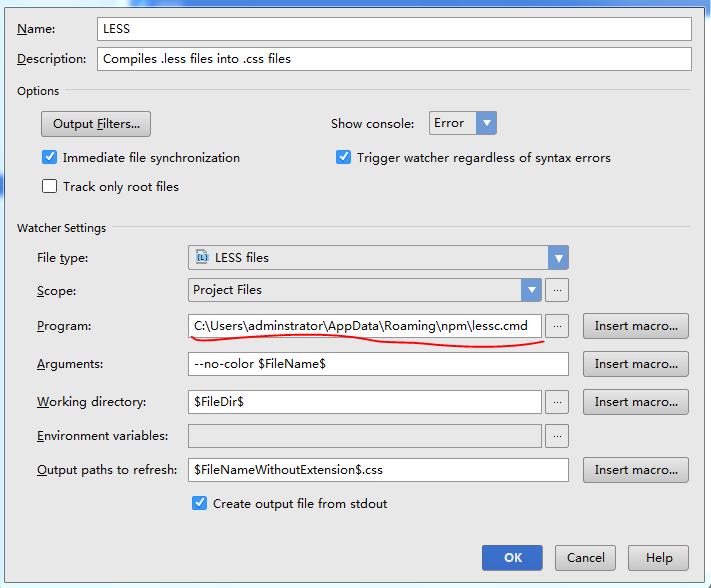 Name: LESS
Description: Compiles .less files into .css files
Options
Output Filters... Show console: Error
Immediate file synchronization Trigger watcher regardless of syntax errors
Track only root files
Watcher Settings
File type: LESS files
Scope: Project Files ...
Program: C:\Users\adminstrator\AppData\Roaming\npm\lessc.cmd ... Insert macro...
Arguments: --no-color $FileName$ Insert macro...
Working directory: $FileDir$ ... Insert macro...
Environment variables: ...
Output paths to refresh: $FileNameWithoutExtension$.css Insert macro...
Create output file from stdout
OK Cancel Help